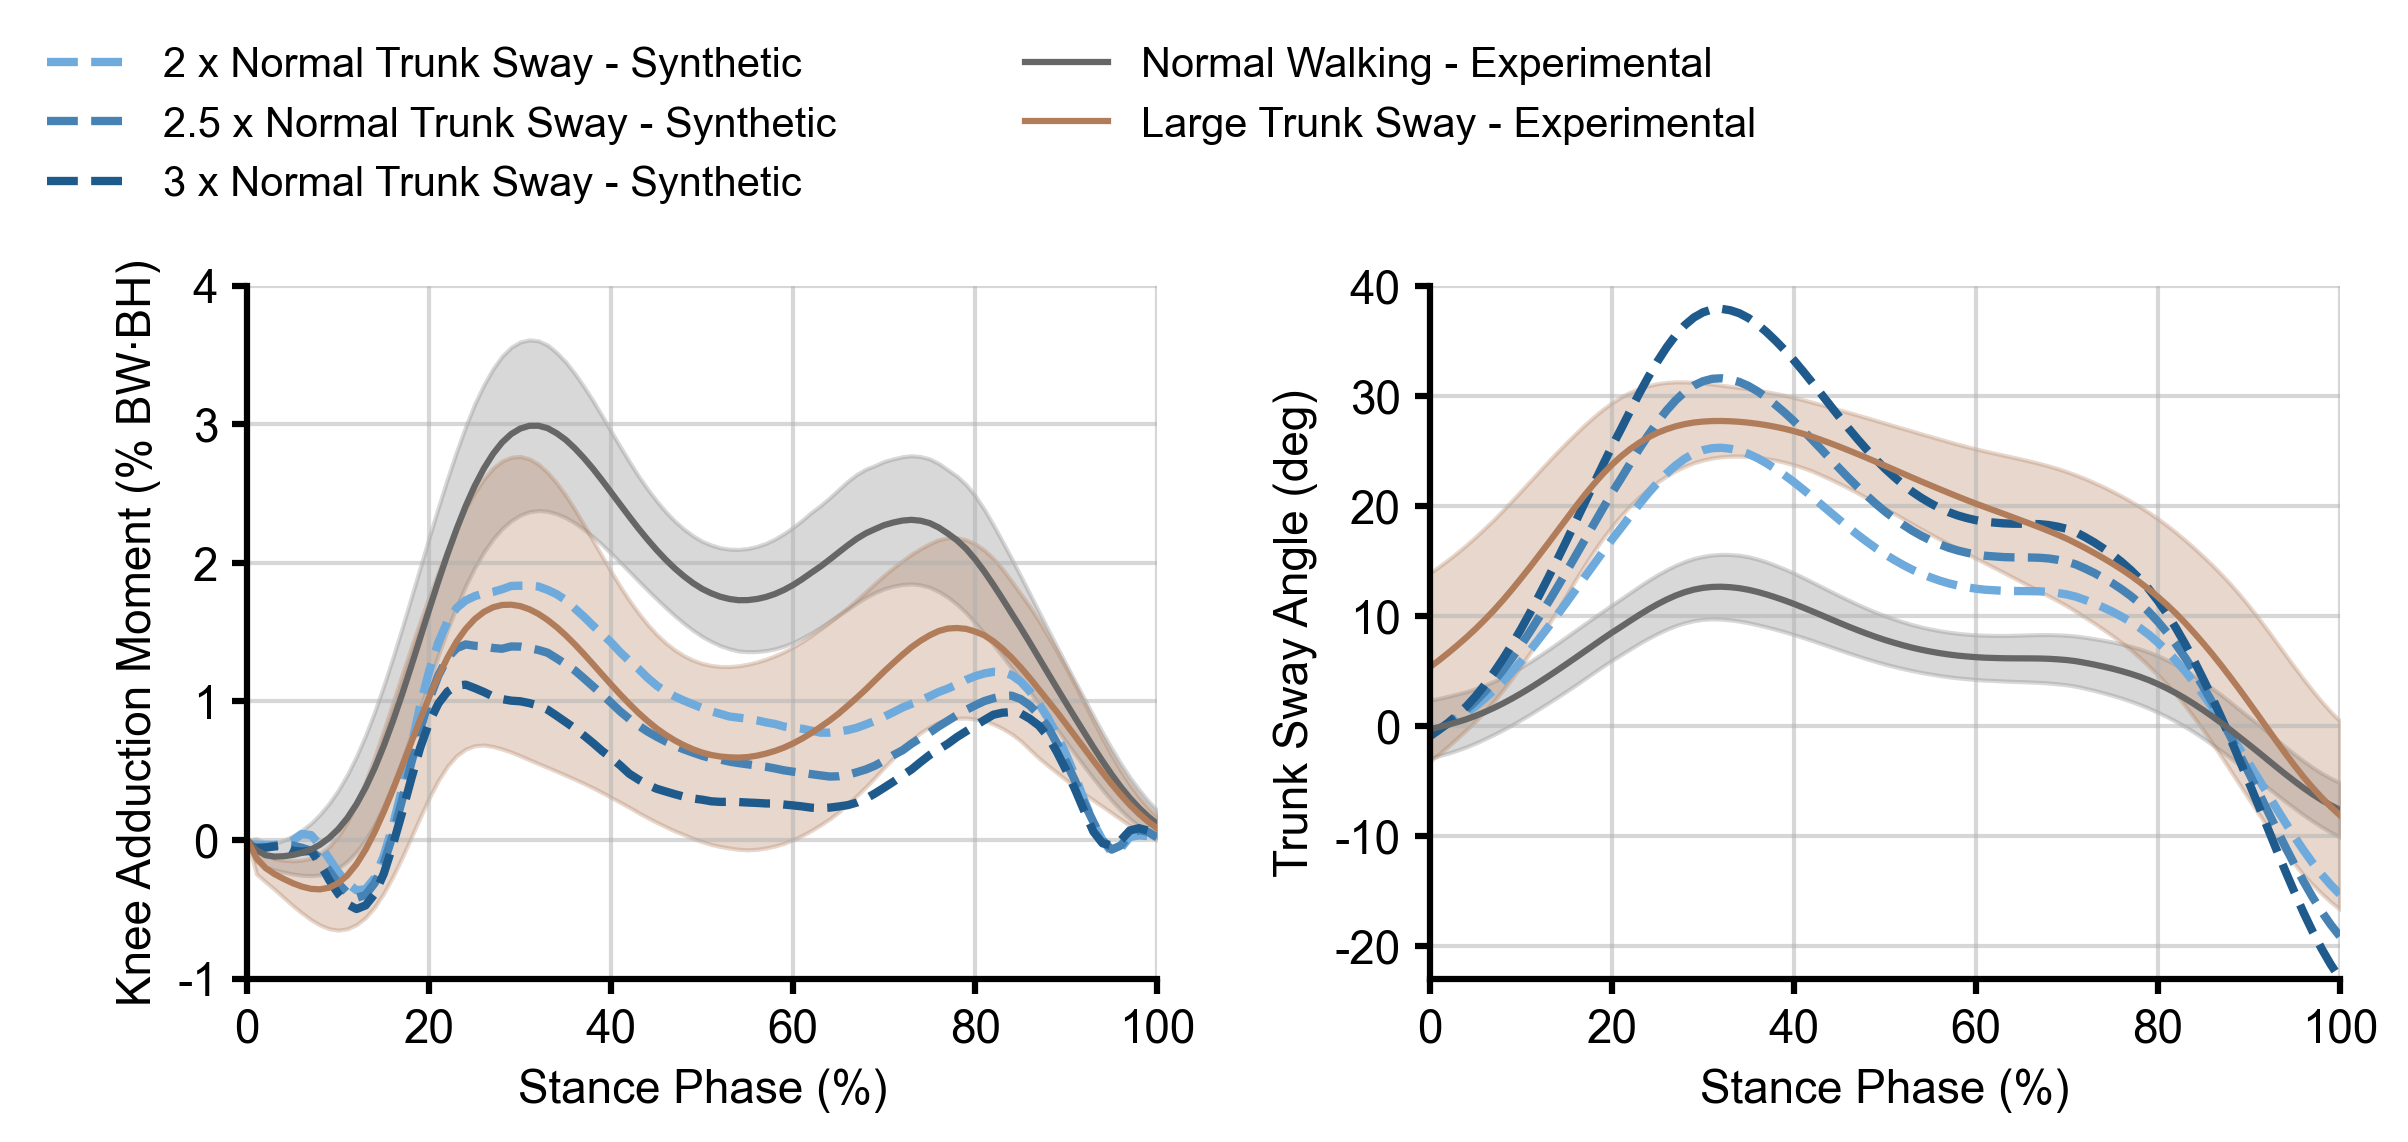 2 x Normal Trunk Sway - Synthetic
2.5 x Normal Trunk Sway - Synthetic
3 x Normal Trunk Sway - Synthetic
Normal Walking - Experimental
Large Trunk Sway - Experimental
Knee Adduction Moment (% BW·BH)
4
3
2
1
0
-1
0 20 40 60 80 100
Stance Phase (%)
Trunk Sway Angle (deg)
40
30
20
10
0
-10
-20
0 20 40 60 80 100
Stance Phase (%)